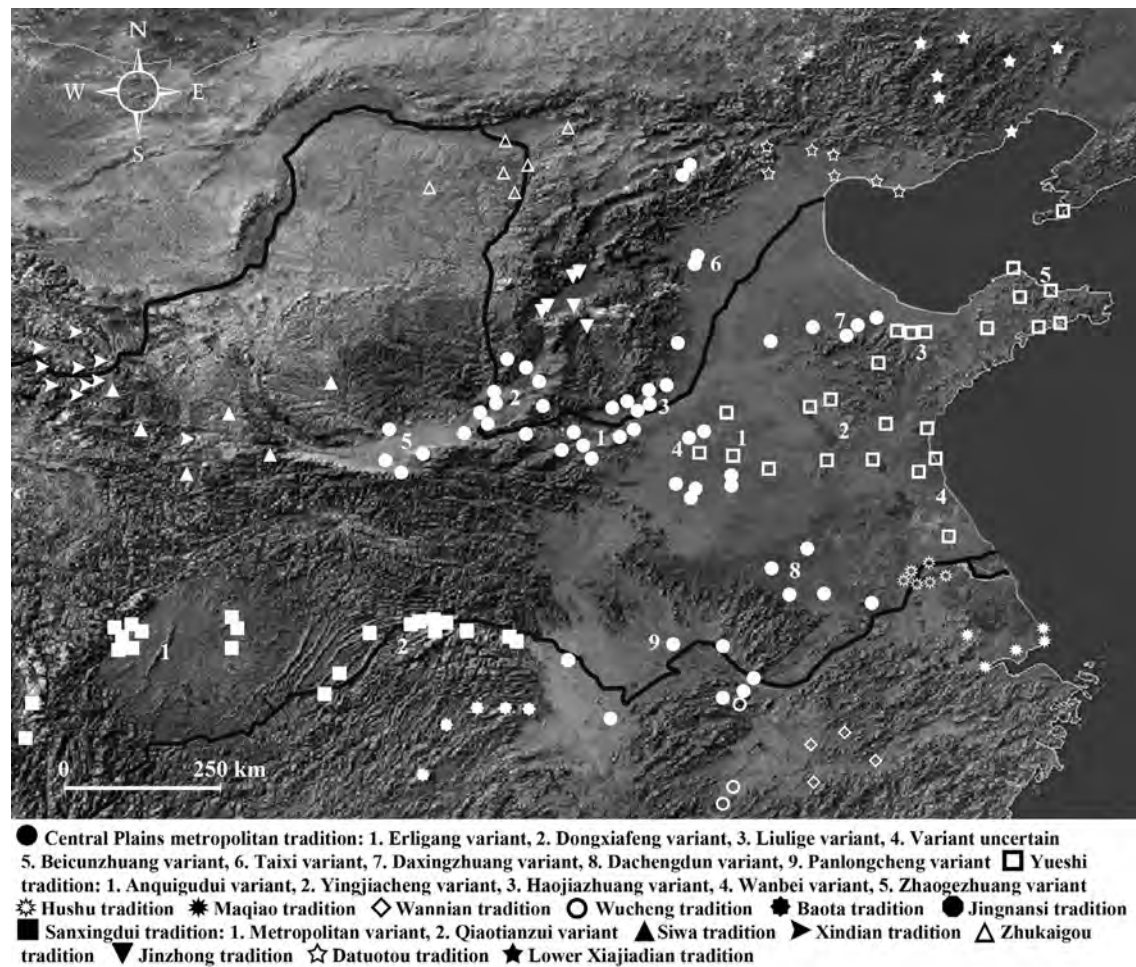 N
W E
S
6
5
7
3
2
3
1
5
4 1
2
4
8
9
1
2
0 250 km
Central Plains metropolitan tradition: 1. Erligang variant, 2. Dongxiafeng variant, 3. Liulige variant, 4. Variant uncertain
5. Beicunzhuang variant, 6. Taixi variant, 7. Daxingzhuang variant, 8. Dachengdun variant, 9. Panlongcheng variant Yueshi
tradition: 1. Anquigudui variant, 2. Yingjiacheng variant, 3. Haojiazhuang variant, 4. Wanbei variant, 5. Zhaogezhuang variant
Hushu tradition Maqiao tradition Wannian tradition Wucheng tradition Baota tradition Jingnansi tradition
Sanxingdui tradition: 1. Metropolitan variant, 2. Qiaotianzui variant Siwa tradition Xindian tradition Zhukaigou
tradition Jinzhong tradition Datuotou tradition Lower Xiajiadian tradition